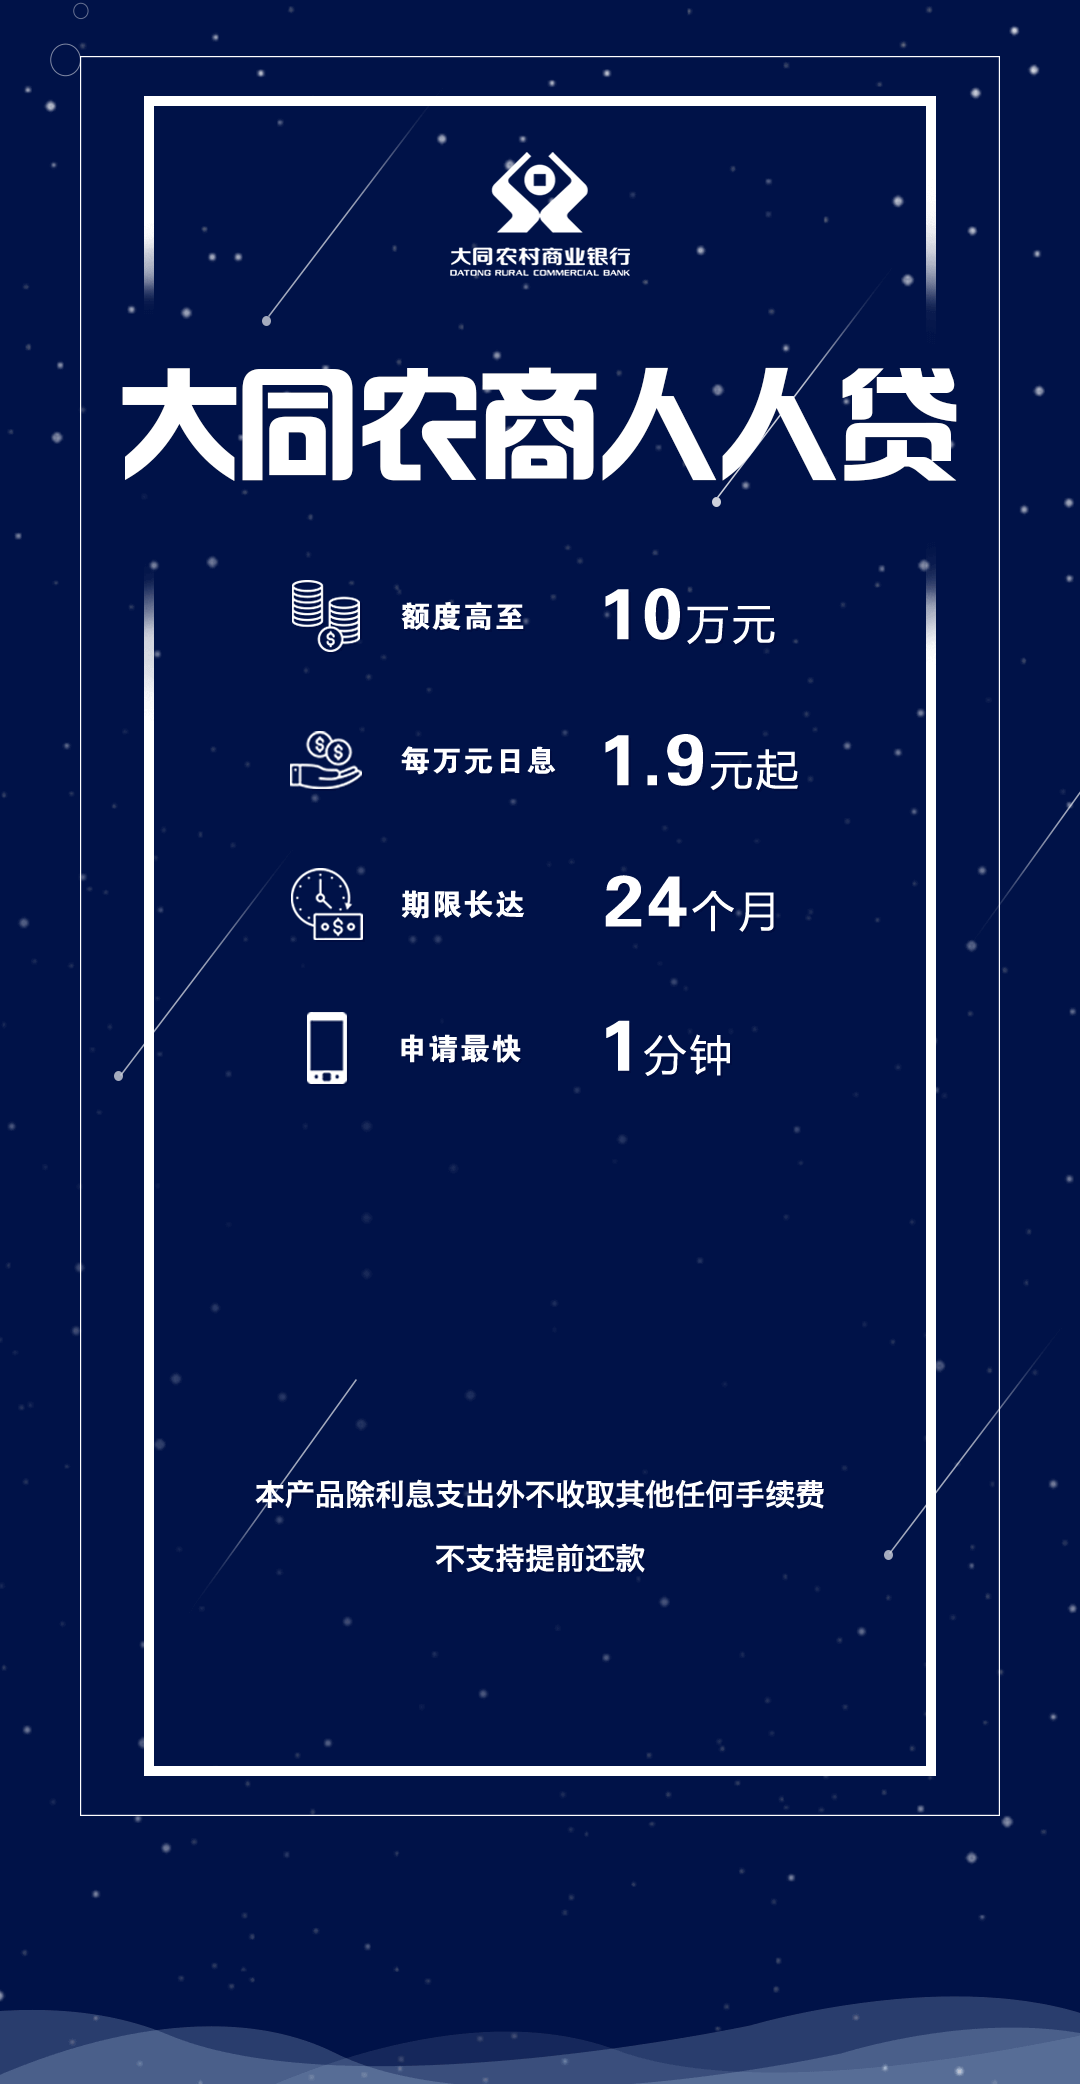 大同农村商业银行
DATONG RURAL COMMERCIAL BANK
大同农商人人贷
额度高至 10万元
每万元日息 1.9元起
期限长达 24个月
申请最快 1分钟
本产品除利息支出外不收取其他任何手续费
不支持提前还款